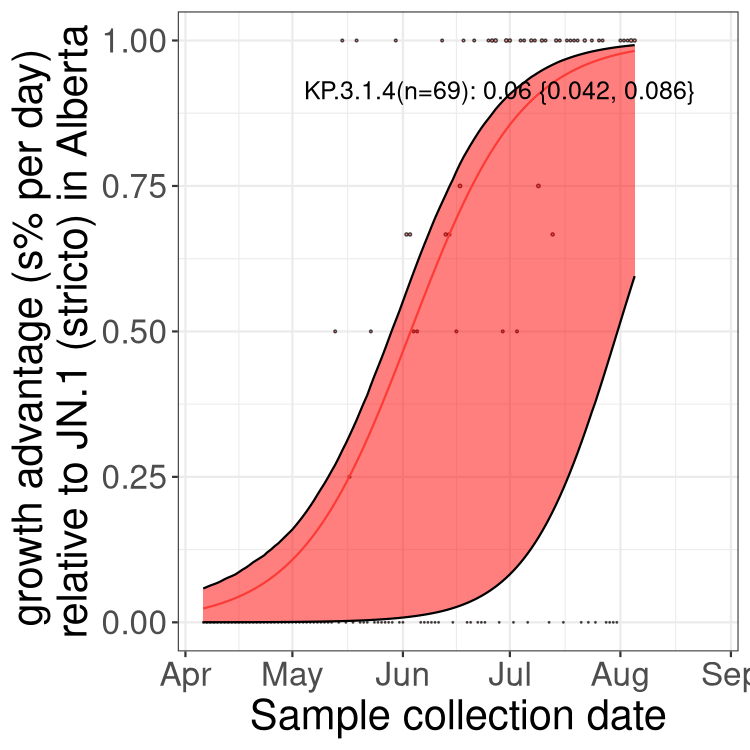 growth advantage (s% per day)
relative to JN.1 (stricto) in Alberta
1.00
0.75
0.50
0.25
0.00
KP.3.1.4(n=69): 0.06 {0.042, 0.086}
Apr May Jun Jul Aug Sep
Sample collection date